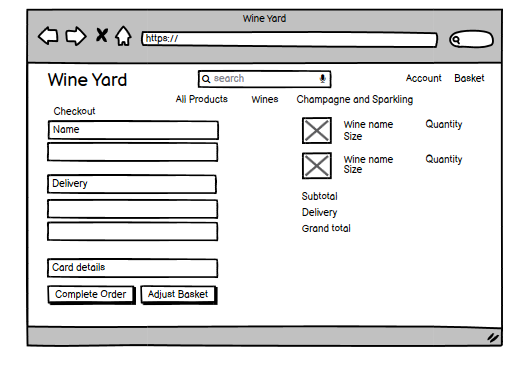 Wine Yard
https://
Wine Yard
search
Account Basket
All Products Wines Champagne and Sparkling
Checkout
Name
Delivery
Card details
Complete Order Adjust Basket
Wine name Quantity
Size
Wine name Quantity
Size
Subtotal
Delivery
Grand total